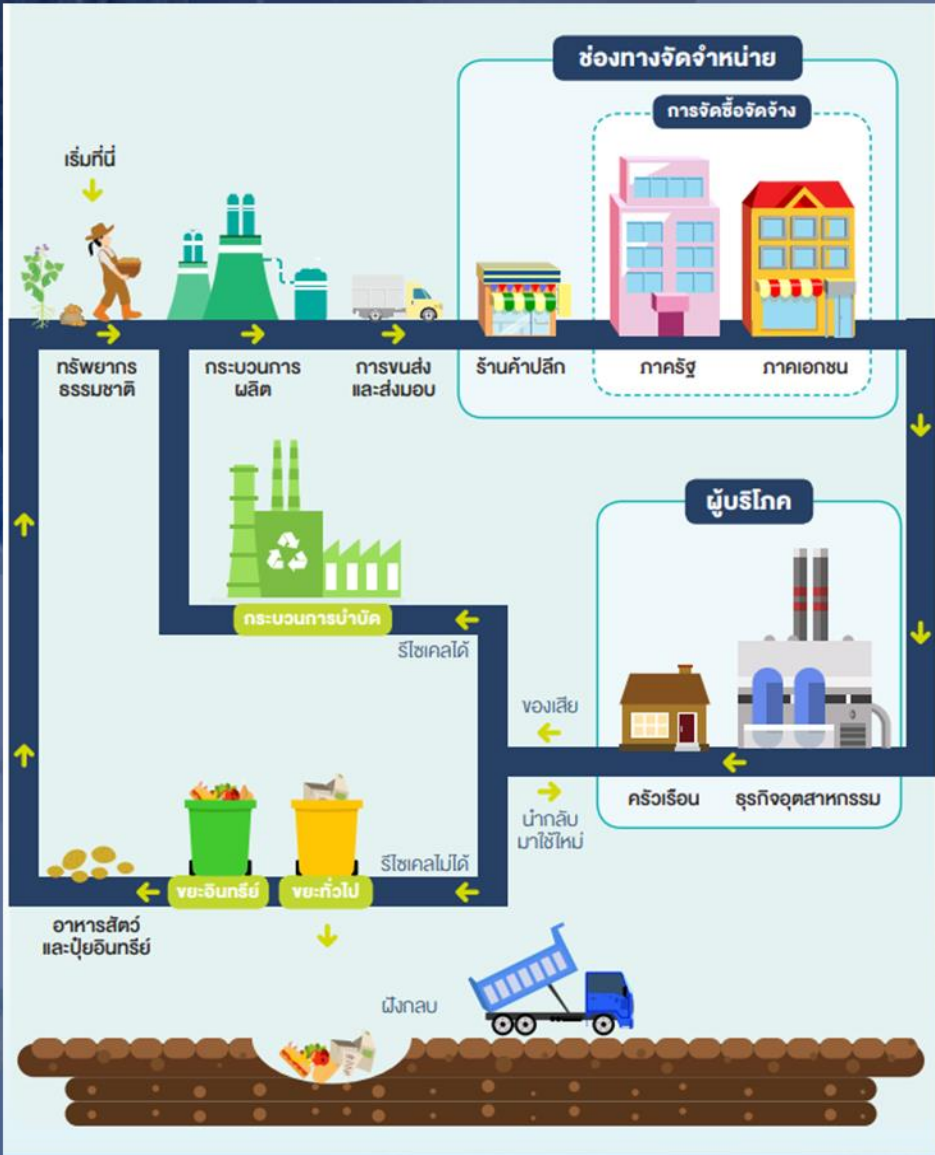 ช่องทางจัดจำหน่าย
การจัดซื้อจัดจ้าง
เริ่มที่นี่
ทรัพยากร
ธรรมชาติ
กระบวนการ
ผลิต
การขนส่ง
และส่งมอบ
ร้านค้าปลีก
ภาครัฐ
ภาคเอกชน
ผู้บริโภค
กระบวนการบำบัด
รีไซเคิลได้
ของเสีย
ครัวเรือน
ธุรกิจอุตสาหกรรม
นำกลับ
มาใช้ใหม่
รีไซเคิลไม่ได้
ขยะอินทรีย์
ขยะทั่วไป
อาหารสัตว์
และปุ๋ยอินทรีย์
ฝังกลบ